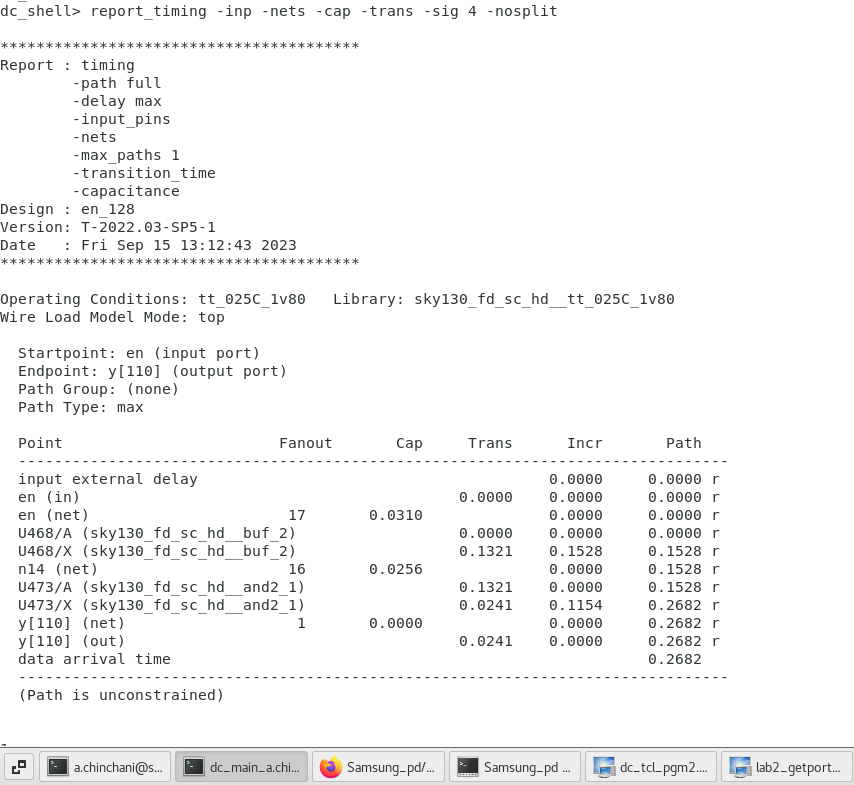 dc_shell> report_timing -inp -nets -cap -trans -sig 4 -nosplit
****************************************
Report : timing
        -path full
        -delay max
        -input_pins
        -nets
        -max_paths 1
        -transition_time
        -capacitance
Design : en_128
Version: T-2022.03-SP5-1
Date   : Fri Sep 15 13:12:43 2023
****************************************
Operating Conditions: tt_025C_1v80   Library: sky130_fd_sc_hd__tt_025C_1v80
Wire Load Model Mode: top
  Startpoint: en (input port)
  Endpoint: y[110] (output port)
  Path Group: (none)
  Path Type: max
  Point                        Fanout       Cap     Trans      Incr       Path
  -------------------------------------------------------------------------------
  input external delay                                       0.0000     0.0000 r
  en (in)                                          0.0000    0.0000     0.0000 r
  en (net)                      17       0.0310              0.0000     0.0000 r
  U468/A (sky130_fd_sc_hd__buf_2)                  0.0000    0.0000     0.0000 r
  U468/X (sky130_fd_sc_hd__buf_2)                  0.1321    0.1528     0.1528 r
  n14 (net)                     16       0.0256              0.0000     0.1528 r
  U473/A (sky130_fd_sc_hd__and2_1)                 0.1321    0.0000     0.1528 r
  U473/X (sky130_fd_sc_hd__and2_1)                 0.0241    0.1154     0.2682 r
  y[110] (net)                   1       0.0000              0.0000     0.2682 r
  y[110] (out)                                     0.0241    0.0000     0.2682 r
  data arrival time                                                     0.2682
  -------------------------------------------------------------------------------
  (Path is unconstrained)
a.chinchani@s... dc_main_a.chi... Samsung_pd/... Samsung_pd ... dc_tcl_pgm2.... lab2_getport...